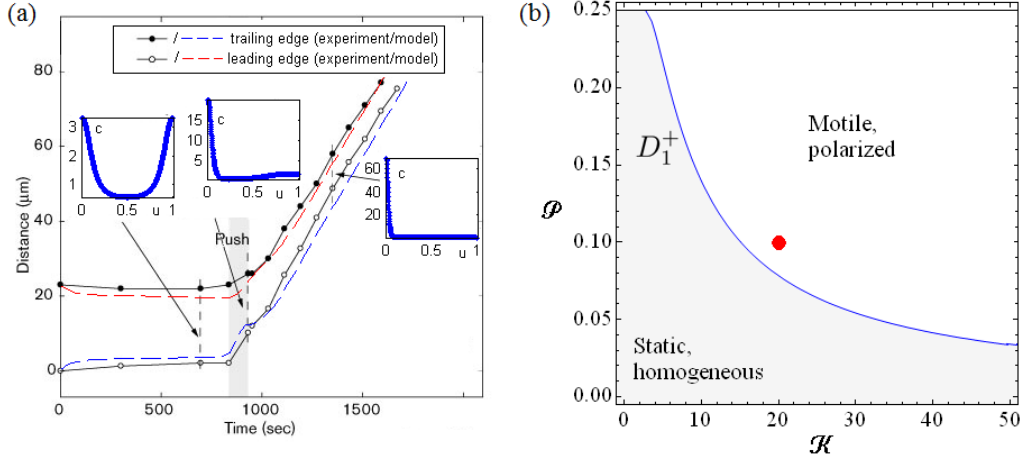 (a)
80
60
40
20
0
Distance (μm)
0
500
1000
1500
Time (sec)
/ trailing edge (experiment/model)
/ leading edge (experiment/model)
3
2
1
c
0 0.5 u 1
15
10
5
c
0 0.5 u 1
60
40
20
c
0 0.5 u 1
Push
(b)
0.25
0.20
0.15
0.10
0.05
0.00
𝒫
D₁⁺
Motile,
polarized
Static,
homogeneous
0 10 20 30 40 50
𝒦